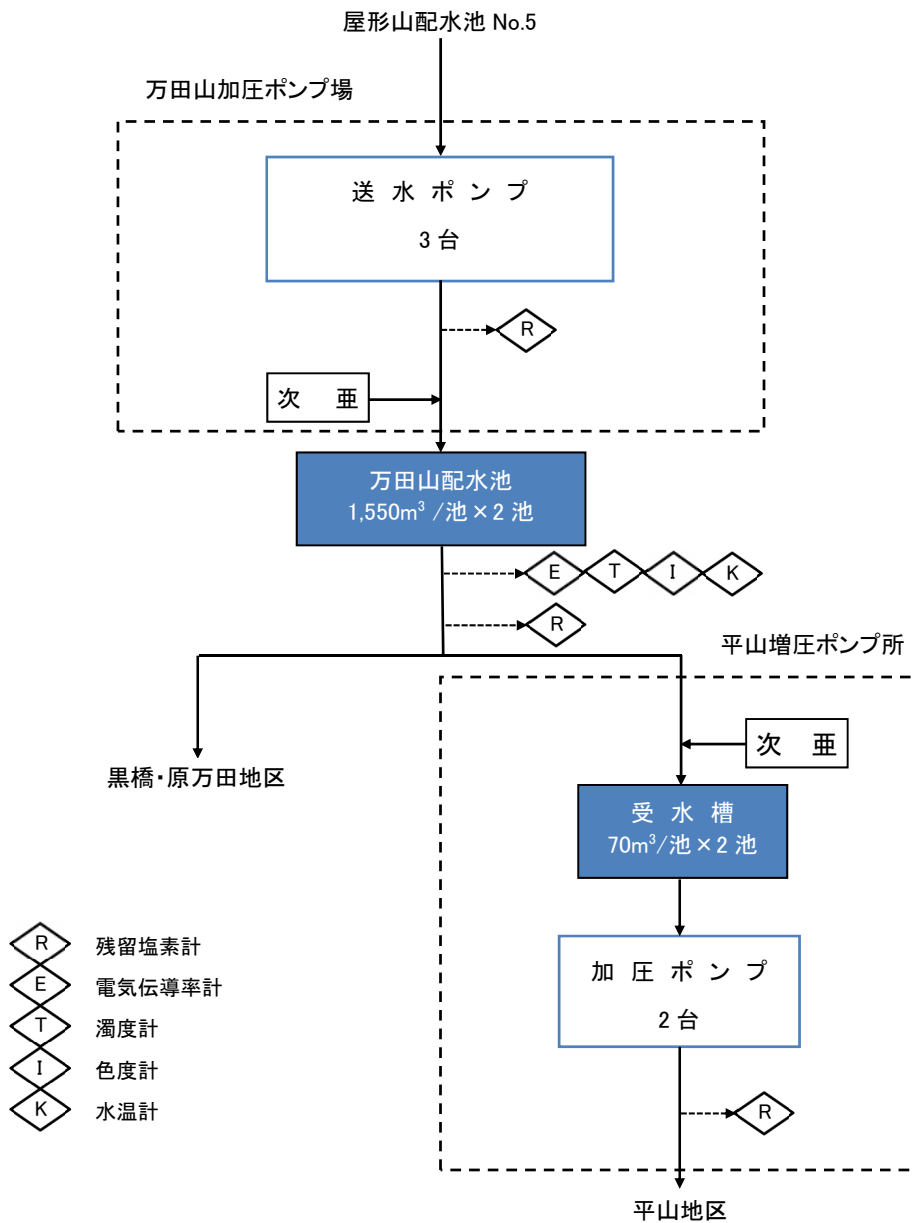 屋形山配水池 No.5
万田山加圧ポンプ場
送水ポンプ
3台
R
次 亜
万田山配水池
1,550m³ /池×2池
E T I K
R
平山増圧ポンプ所
次 亜
黒橋・原万田地区
受水槽
70m³/池×2池
R 残留塩素計
E 電気伝導率計
T 濁度計
I 色度計
K 水温計
加圧ポンプ
2台
R
平山地区